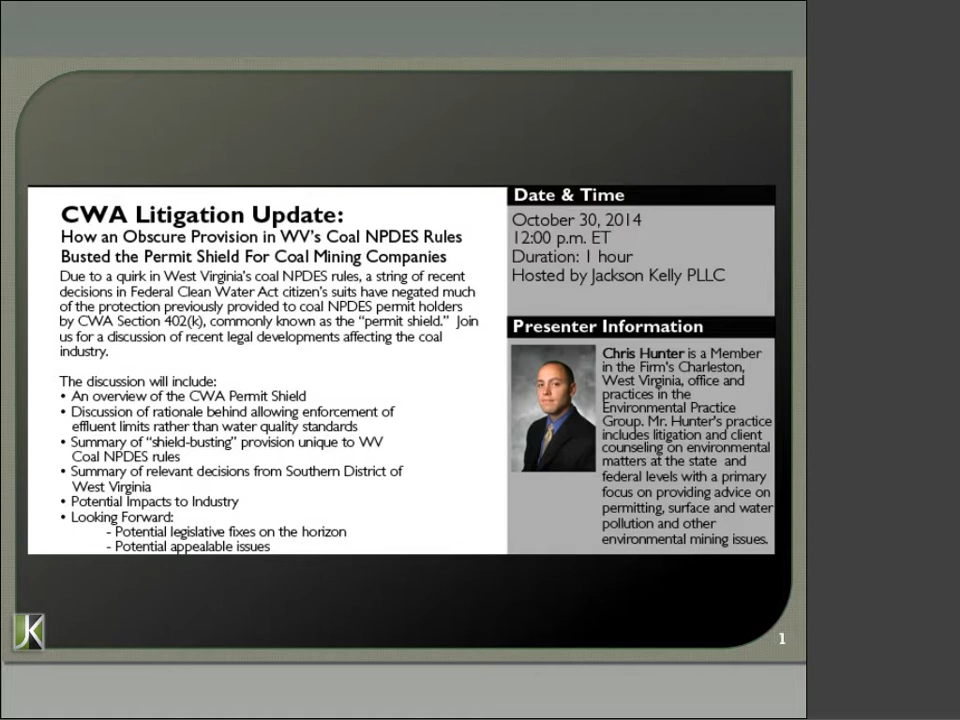 CWA Litigation Update:
How an Obscure Provision in WV's Coal NPDES Rules
Busted the Permit Shield For Coal Mining Companies
Due to a quirk in West Virginia's coal NPDES rules, a string of recent
decisions in Federal Clean Water Act citizen's suits have negated much
of the protection previously provided to coal NPDES permit holders
by CWA Section 402(k), commonly known as the "permit shield." Join
us for a discussion of recent legal developments affecting the coal
industry.
The discussion will include:
• An overview of the CWA Permit Shield
• Discussion of rationale behind allowing enforcement of
effluent limits rather than water quality standards
• Summary of "shield-busting" provision unique to WV
Coal NPDES rules
• Summary of relevant decisions from Southern District of
West Virginia
• Potential Impacts to Industry
• Looking Forward:
- Potential legislative fixes on the horizon
- Potential appealable issues
Date & Time
October 30, 2014
12:00 p.m. ET
Duration: 1 hour
Hosted by Jackson Kelly PLLC
Presenter Information
Chris Hunter is a Member
in the Firm's Charleston,
West Virginia, office and
practices in the
Environmental Practice
Group. Mr. Hunter's practice
includes litigation and client
counseling on environmental
matters at the state and
federal levels with a primary
focus on providing advice on
permitting, surface and water
pollution and other
environmental mining issues.
JK
1